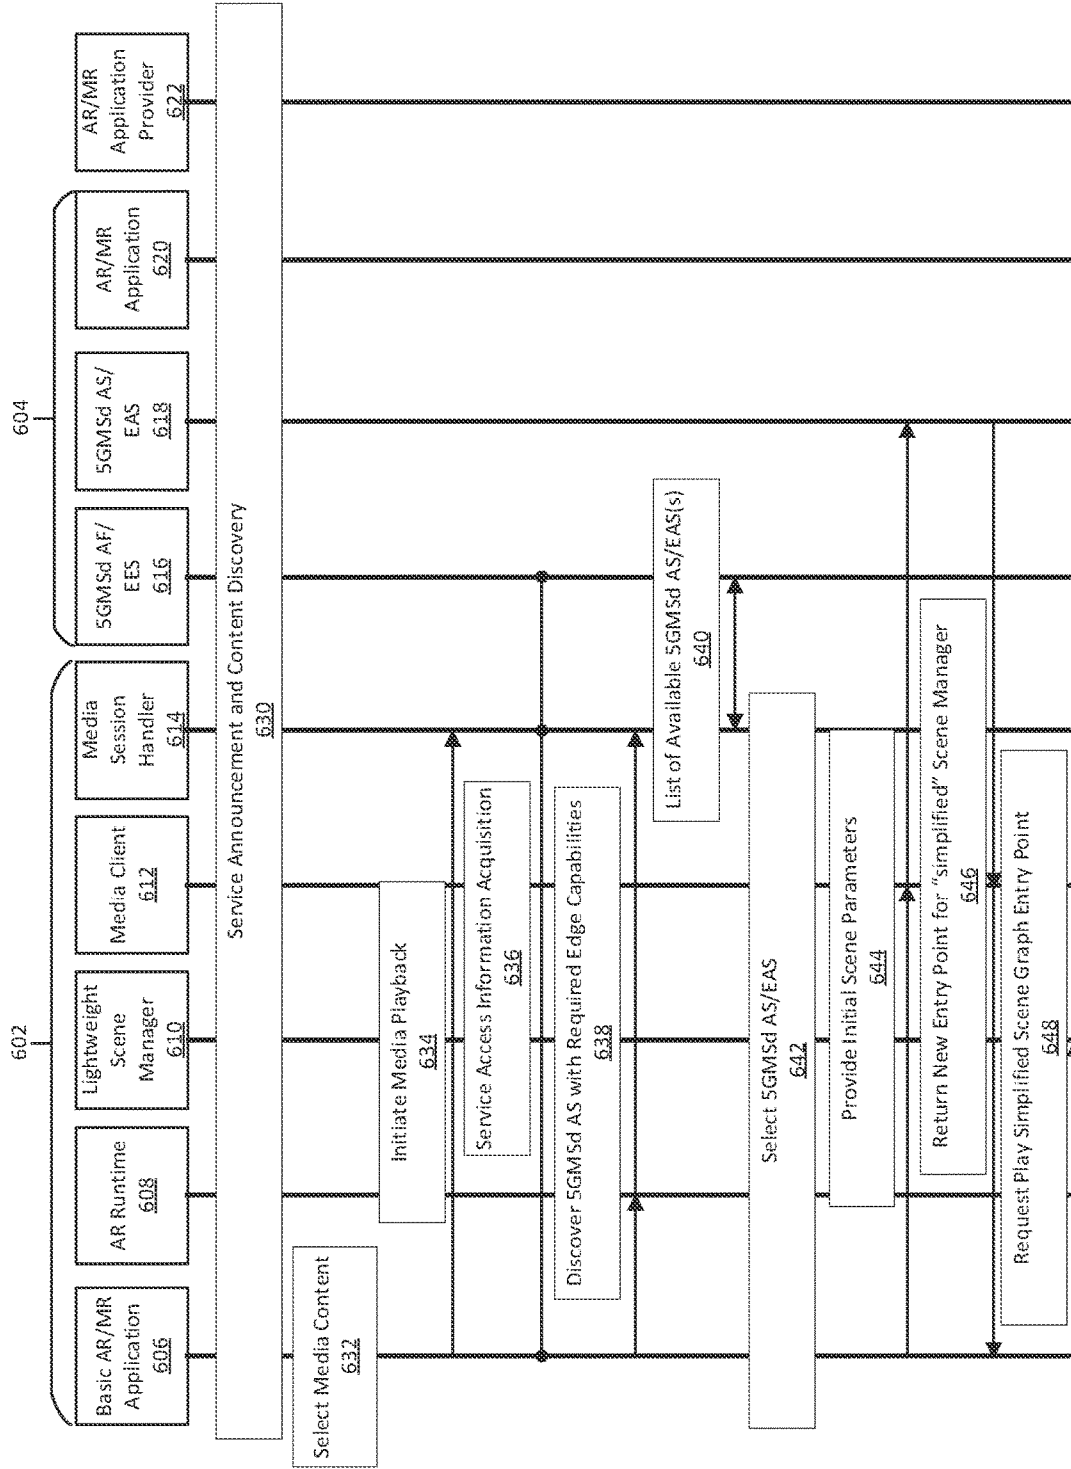 602
604
Basic AR/MR
Application
606
AR Runtime
608
Lightweight
Scene
Manager
610
Media Client
612
Media
Session
Handler
614
5GMSd AF/
EES
616
5GMSd AS/
EAS
618
AR/MR
Application
620
AR/MR
Application
Provider
622
Service Announcement and Content Discovery
630
Select Media Content
632
Initiate Media Playback
634
Service Access Information Acquisition
636
Discover 5GMSd AS with Required Edge Capabilities
638
List of Available 5GMSd AS/EAS(s)
640
Select 5GMSd AS/EAS
642
Provide Initial Scene Parameters
644
Return New Entry Point for “simplified” Scene Manager
646
Request Play Simplified Scene Graph Entry Point
648